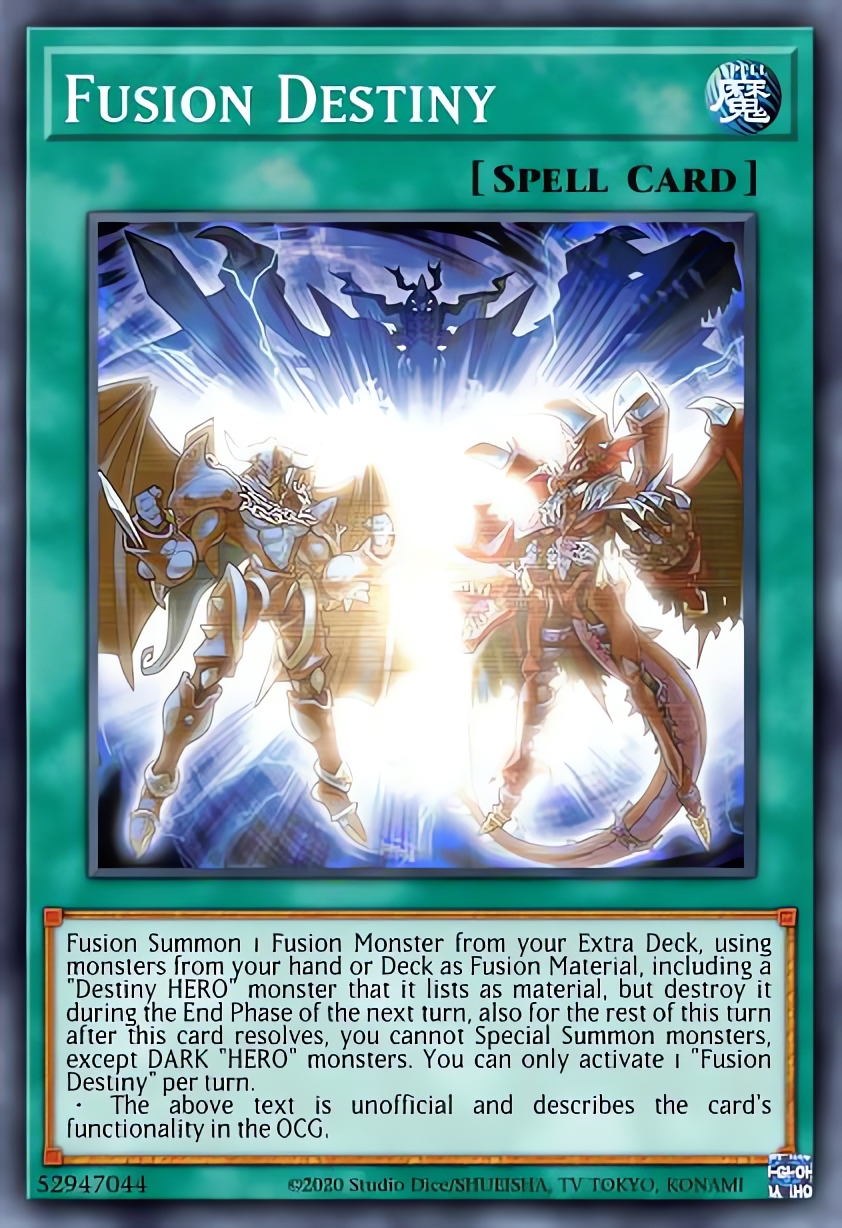 FUSION DESTINY
魔
[SPELL CARD]
Fusion Summon 1 Fusion Monster from your Extra Deck, using
monsters from your hand or Deck as Fusion Material, including a
"Destiny HERO" monster that it lists as material, but destroy it
during the End Phase of the next turn, also for the rest of this turn
after this card resolves, you cannot Special Summon monsters,
except DARK "HERO" monsters. You can only activate 1 "Fusion
Destiny" per turn.
· The above text is unofficial and describes the card's
functionality in the OCG.
52947044 ©2020 Studio Dice/SHUEISHA, TV TOKYO, KONAMI